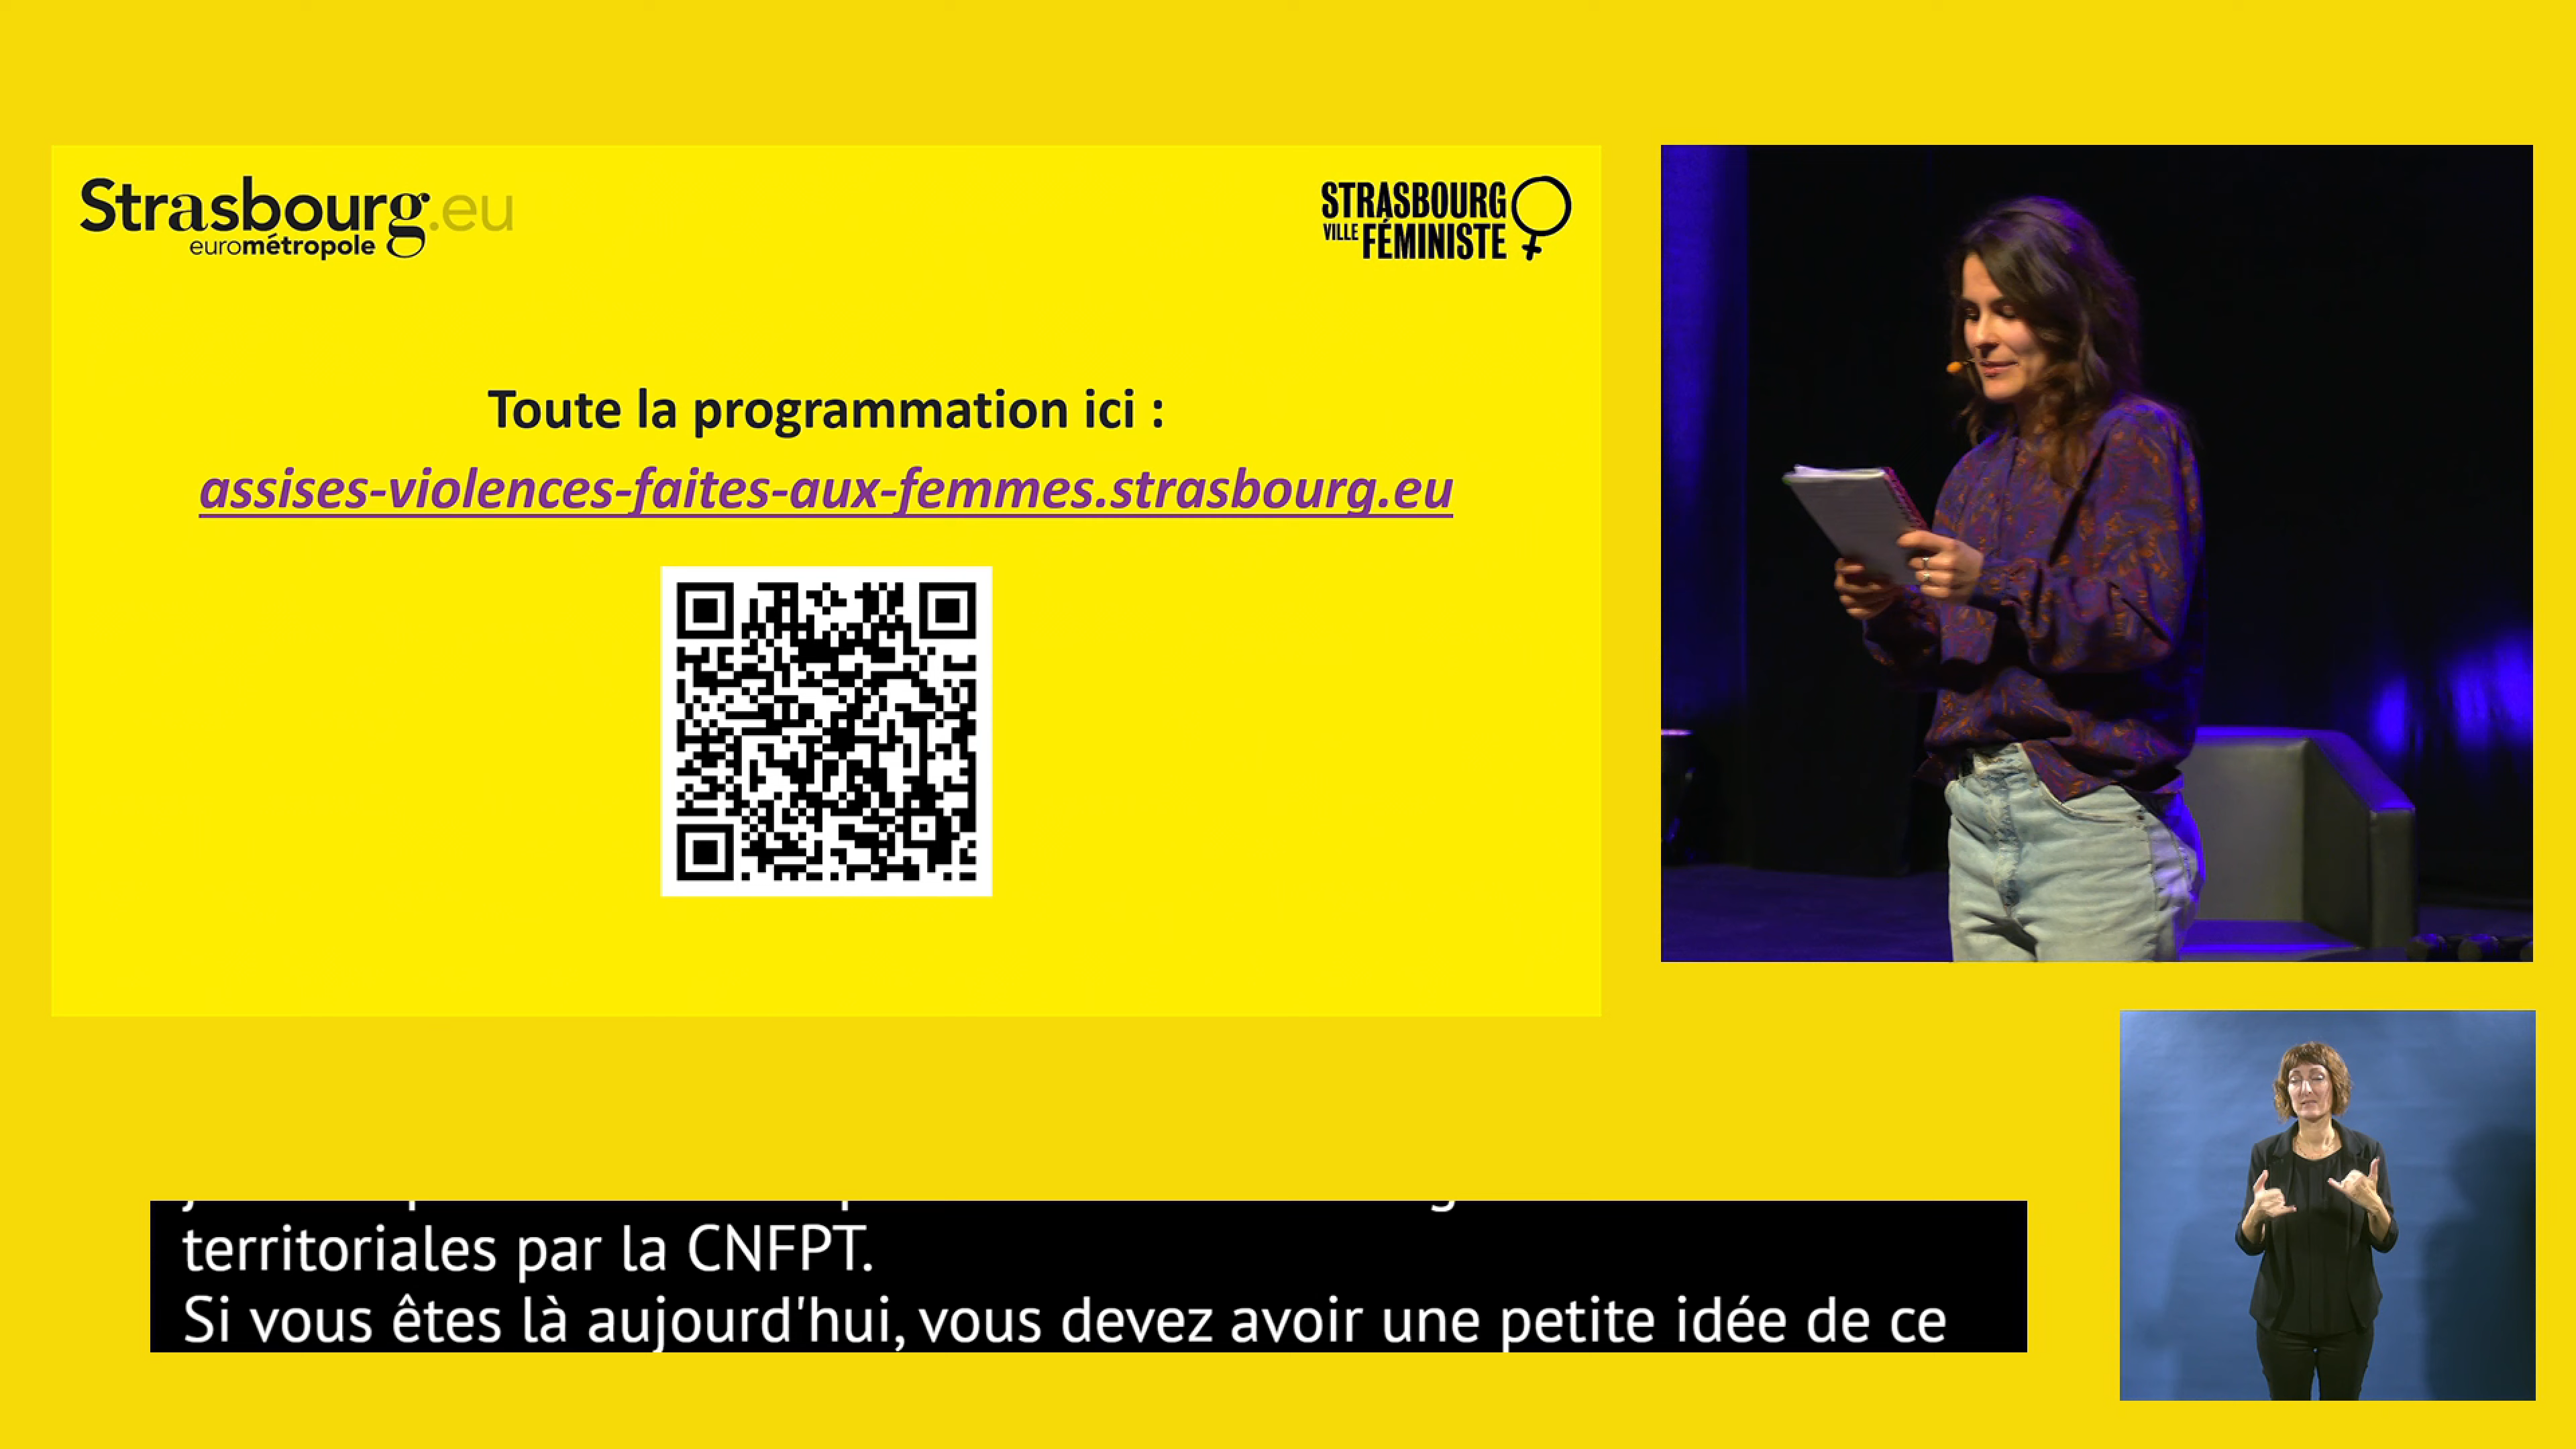 Strasbourg.eu
eurométropole
STRASBOURG
VILLE FÉMINISTE
Toute la programmation ici :
assises-violences-faites-aux-femmes.strasbourg.eu
territoriales par la CNFPT.
Si vous êtes là aujourd'hui, vous devez avoir une petite idée de ce